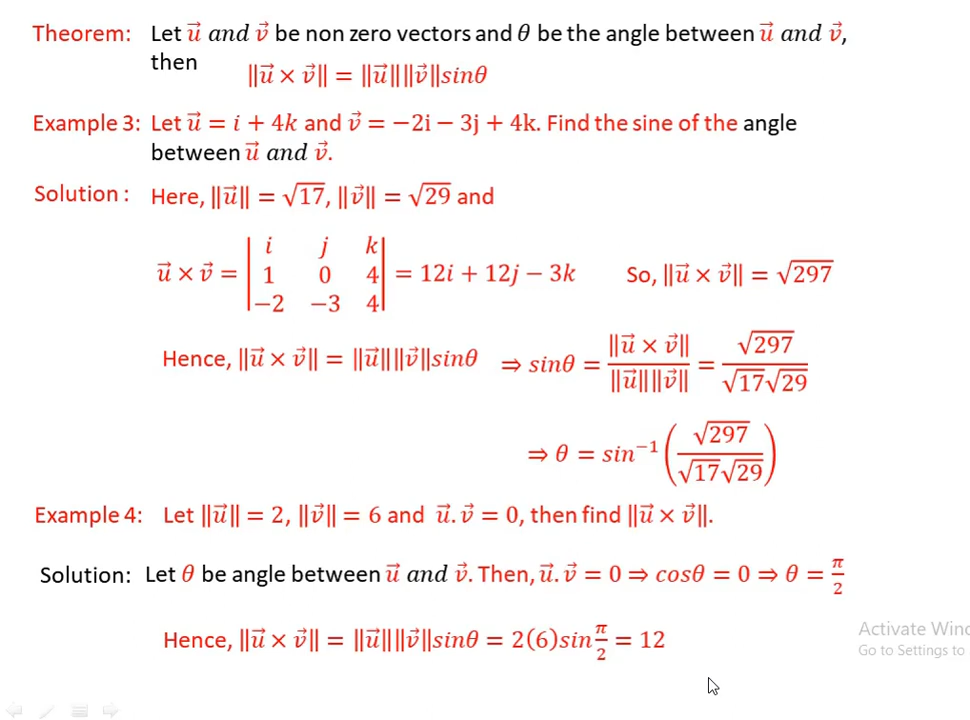 Theorem: Let u⃗ and v⃗ be non zero vectors and θ be the angle between u⃗ and v⃗,
then
‖u⃗ × v⃗‖ = ‖u⃗‖‖v⃗‖sinθ
Example 3: Let u⃗ = i + 4k and v⃗ = −2i − 3j + 4k. Find the sine of the angle
between u⃗ and v⃗.
Solution : Here, ‖u⃗‖ = √17, ‖v⃗‖ = √29 and
u⃗ × v⃗ = | i j k; 1 0 4; −2 −3 4 | = 12i + 12j − 3k So, ‖u⃗ × v⃗‖ = √297
Hence, ‖u⃗ × v⃗‖ = ‖u⃗‖‖v⃗‖sinθ ⇒ sinθ = ‖u⃗ × v⃗‖ / ‖u⃗‖‖v⃗‖ = √297 / √17√29
⇒ θ = sin⁻¹(√297 / √17√29)
Example 4: Let ‖u⃗‖ = 2, ‖v⃗‖ = 6 and u⃗. v⃗ = 0, then find ‖u⃗ × v⃗‖.
Solution: Let θ be angle between u⃗ and v⃗. Then, u⃗. v⃗ = 0 ⇒ cosθ = 0 ⇒ θ = π/2
Hence, ‖u⃗ × v⃗‖ = ‖u⃗‖‖v⃗‖sinθ = 2(6)sin π/2 = 12
Activate Wind
Go to Settings to